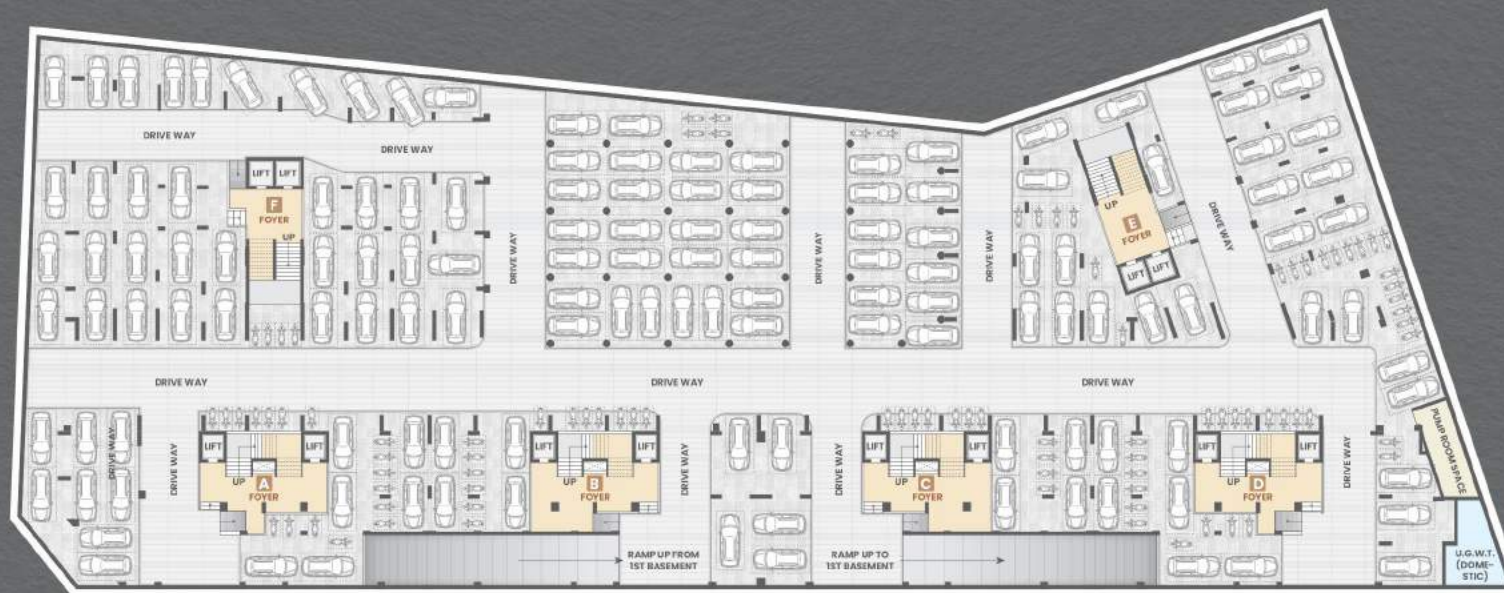 DRIVE WAY
DRIVE WAY
LIFT
LIFT
F
FOYER
UP
DRIVE WAY
DRIVE WAY
DRIVE WAY
UP
E
FOYER
LIFT
LIFT
DRIVE WAY
DRIVE WAY
DRIVE WAY
DRIVE WAY
DRIVE WAY
DRIVE WAY
LIFT
LIFT
UP
A
FOYER
LIFT
LIFT
UP
B
FOYER
DRIVE WAY
DRIVE WAY
LIFT
LIFT
UP
C
FOYER
LIFT
LIFT
UP
D
FOYER
DRIVE WAY
PUMP ROOM SPACE
RAMP UP FROM
1ST BASEMENT
RAMP UP TO
1ST BASEMENT
U.G.W.T.
(DOME-
STIC)